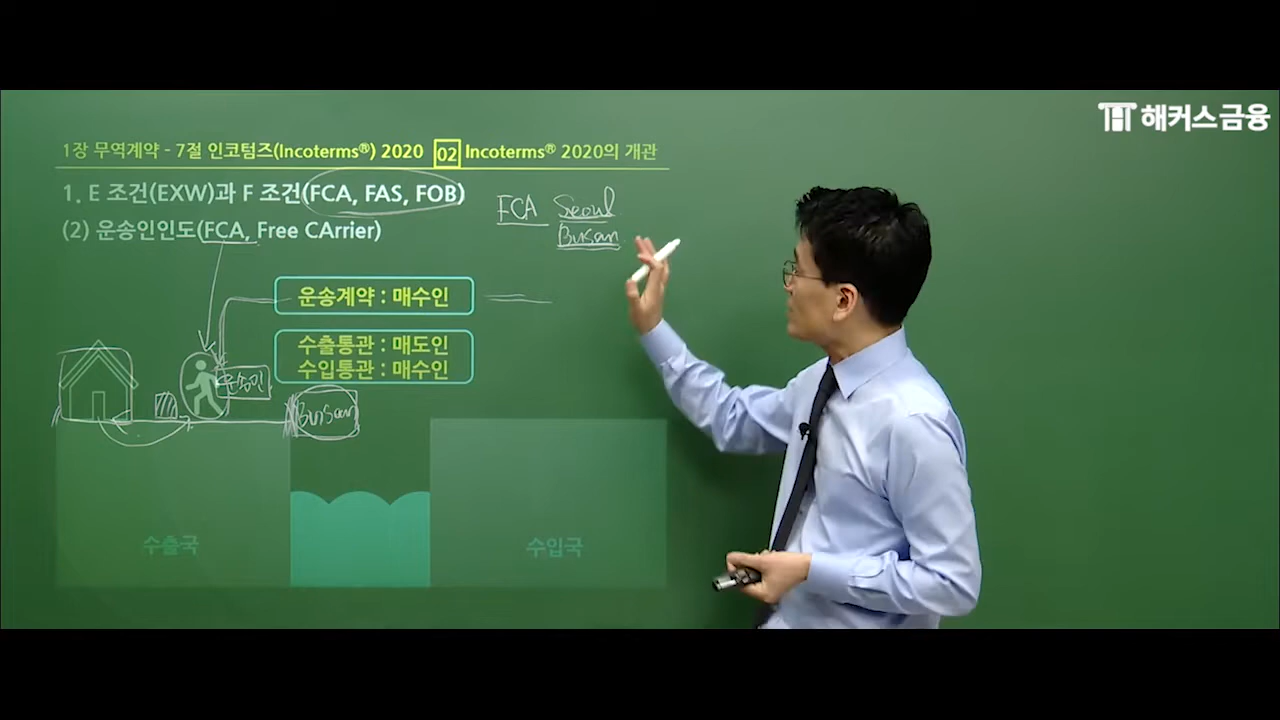 해커스금융
1장 무역계약 - 7절 인코텀즈(Incoterms®) 2020 02 Incoterms® 2020의 개관
1. E 조건(EXW)과 F 조건(FCA, FAS, FOB)
(2) 운송인인도(FCA, Free CArrier)
FCA Seoul
Busan
운송계약 : 매수인
수출통관 : 매도인
수입통관 : 매수인
운송인
Busan
수출국
수입국